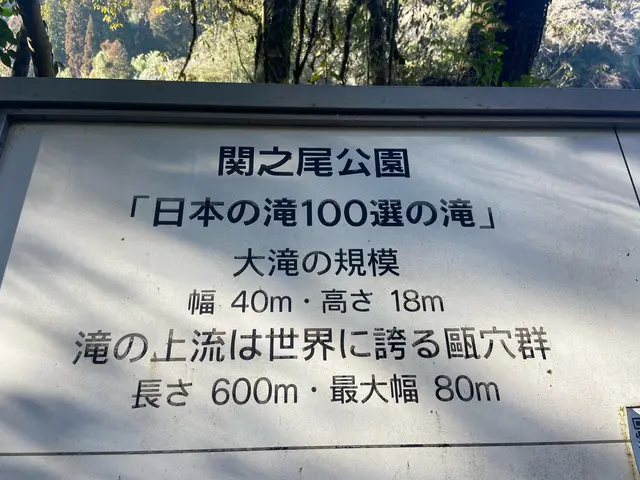 関之尾公園
「日本の滝100選の滝」
大滝の規模
幅 40m・高さ 18m
滝の上流は世界に誇る甌穴群
長さ 600m・最大幅 80m